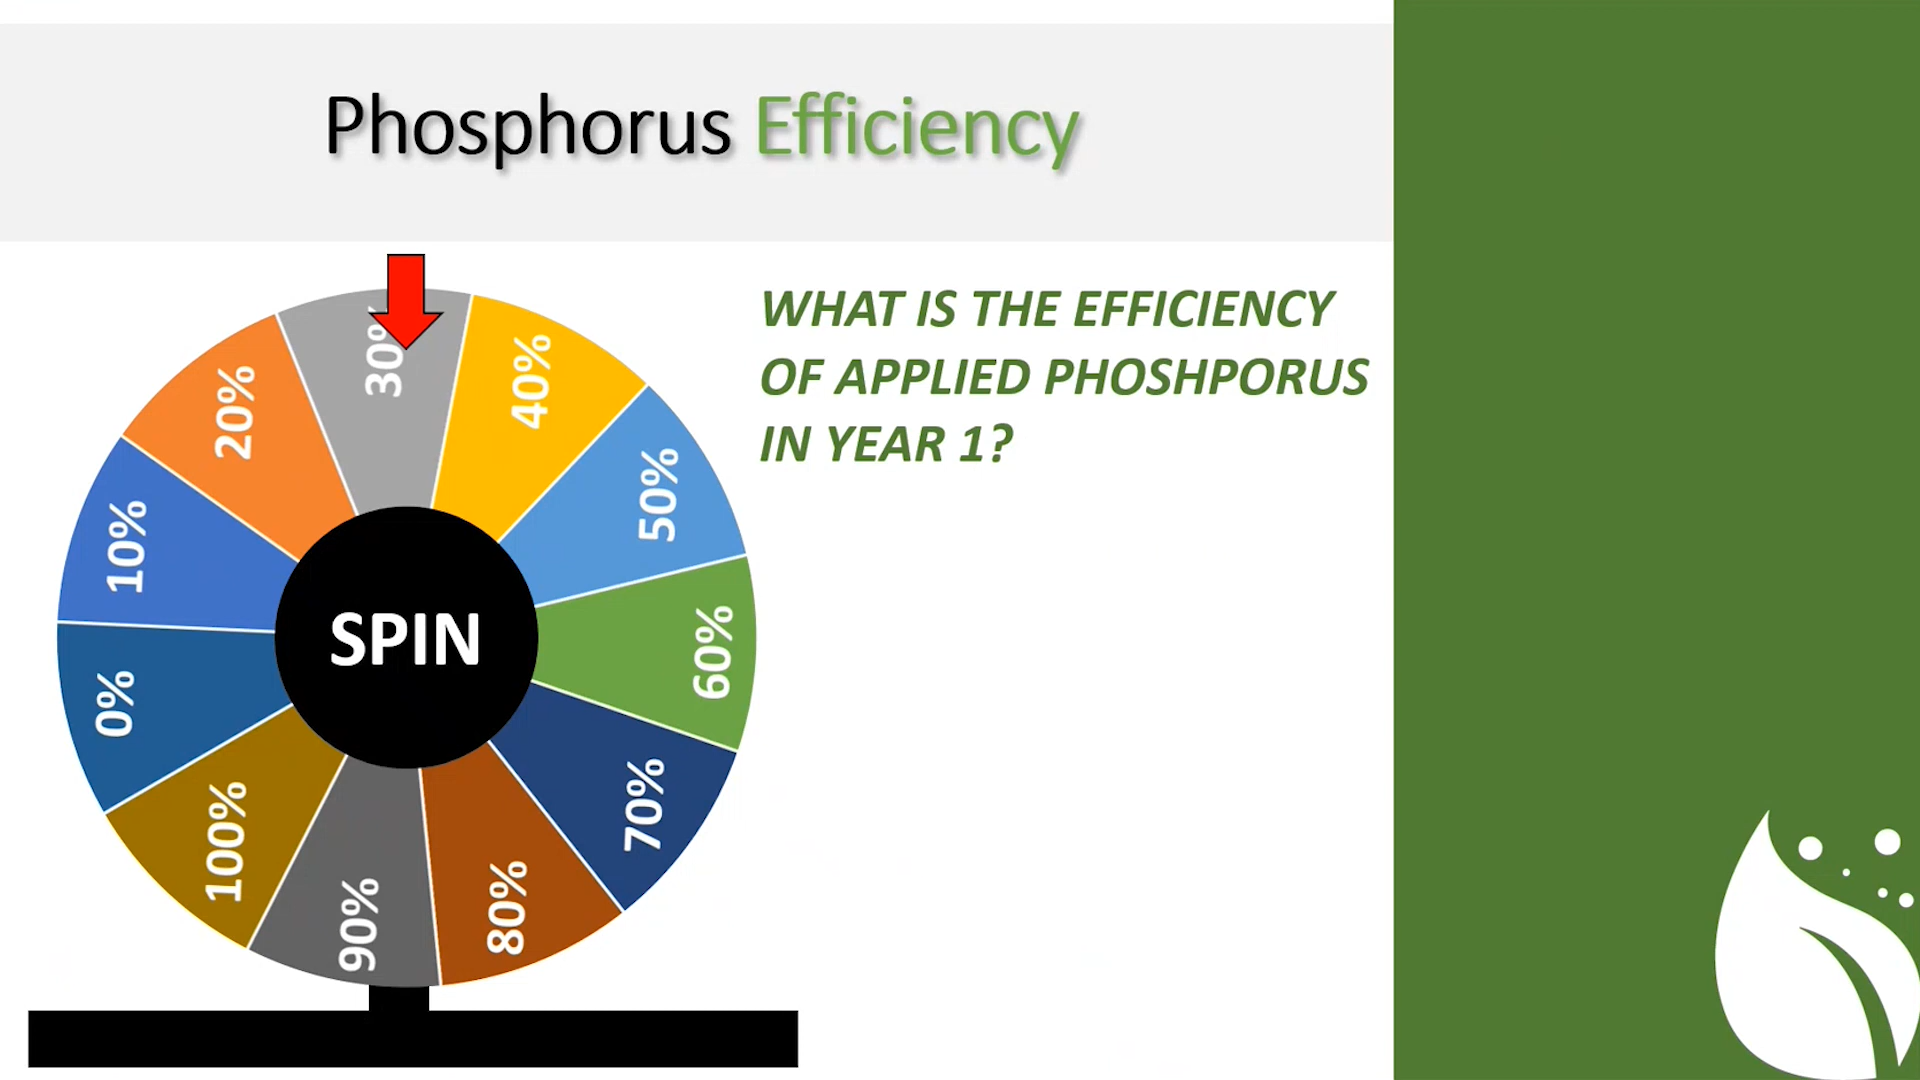 Phosphorus Efficiency
WHAT IS THE EFFICIENCY
OF APPLIED PHOSHPORUS
IN YEAR 1?
30%
40%
50%
60%
70%
80%
90%
100%
0%
10%
20%
SPIN